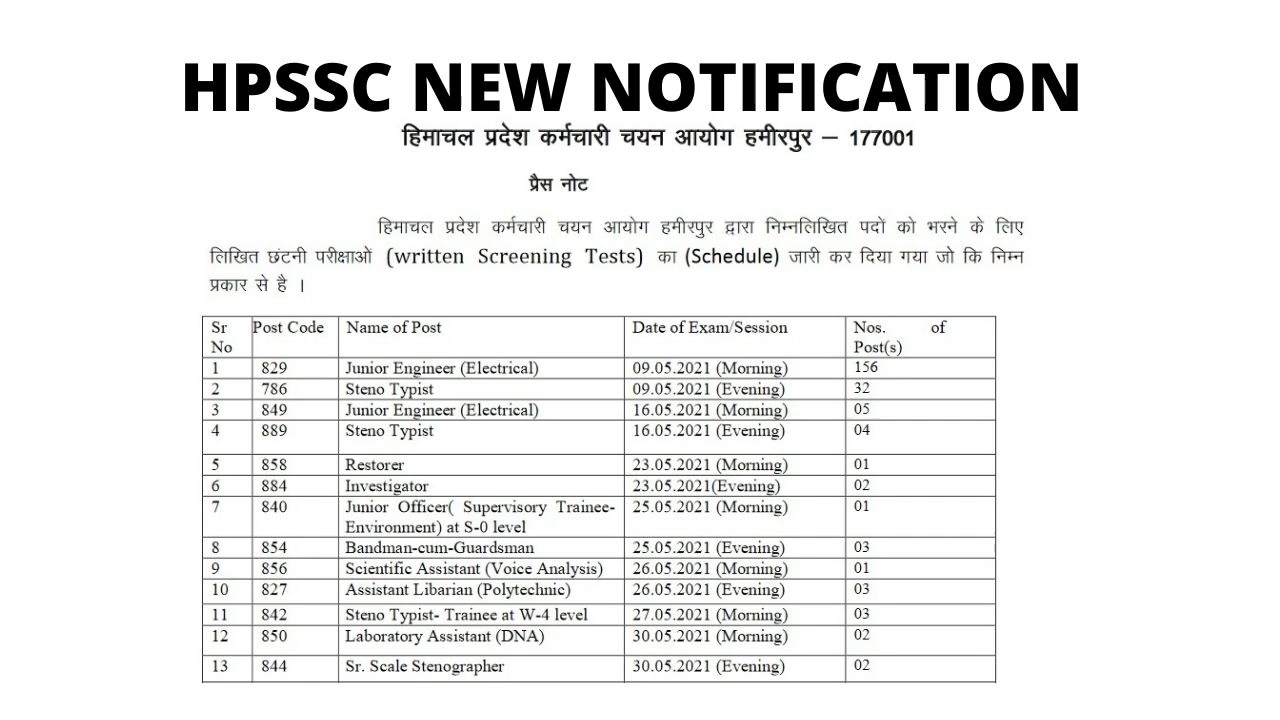 HPSSC NEW NOTIFICATION
हिमाचल प्रदेश कर्मचारी चयन आयोग हमीरपुर – 177001
प्रैस नोट
हिमाचल प्रदेश कर्मचारी चयन आयोग हमीरपुर द्वारा निम्नलिखित पदों को भरने के लिए
लिखित छंटनी परीक्षाओं (written Screening Tests) का (Schedule) जारी कर दिया गया जो कि निम्न
प्रकार से है ।
Sr Post Code Name of Post Date of Exam/Session Nos. of
No Post(s)
1 829 Junior Engineer (Electrical) 09.05.2021 (Morning) 156
2 786 Steno Typist 09.05.2021 (Evening) 32
3 849 Junior Engineer (Electrical) 16.05.2021 (Morning) 05
4 889 Steno Typist 16.05.2021 (Evening) 04
5 858 Restorer 23.05.2021 (Morning) 01
6 884 Investigator 23.05.2021(Evening) 02
7 840 Junior Officer( Supervisory Trainee- 25.05.2021 (Morning) 01
Environment) at S-0 level
8 854 Bandman-cum-Guardsman 25.05.2021 (Evening) 03
9 856 Scientific Assistant (Voice Analysis) 26.05.2021 (Morning) 01
10 827 Assistant Libarian (Polytechnic) 26.05.2021 (Evening) 03
11 842 Steno Typist- Trainee at W-4 level 27.05.2021 (Morning) 03
12 850 Laboratory Assistant (DNA) 30.05.2021 (Morning) 02
13 844 Sr. Scale Stenographer 30.05.2021 (Evening) 02